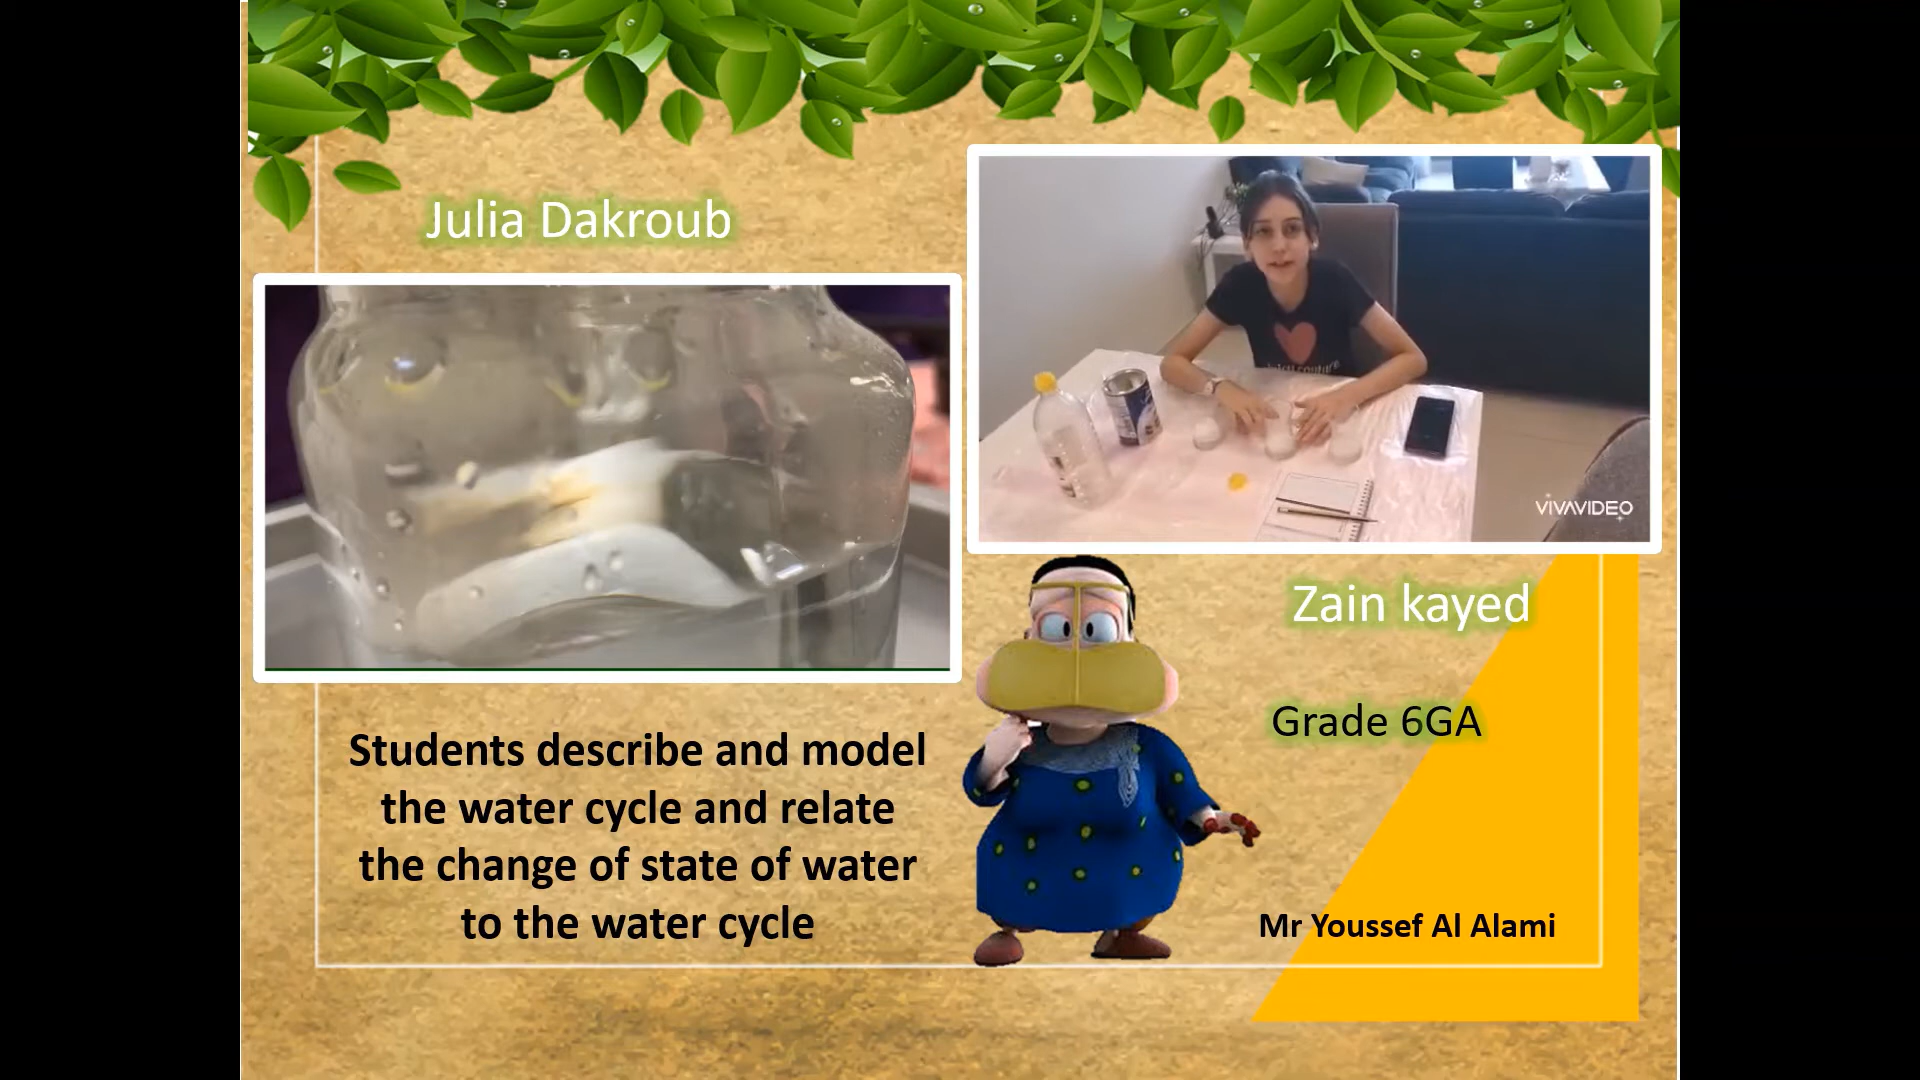 Julia Dakroub
VIVAVIDEO
Zain kayed
Grade 6GA
Students describe and model
the water cycle and relate
the change of state of water
to the water cycle
Mr Youssef Al Alami